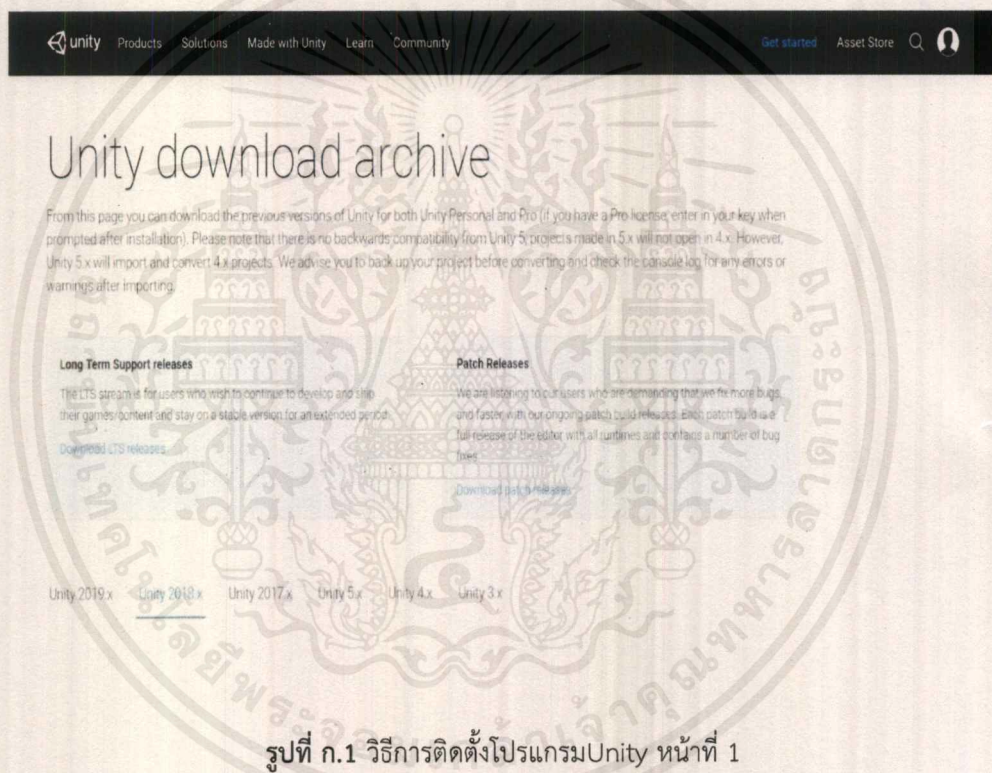 unity Products Solutions Made with Unity Learn Community Get started Asset Store
Unity download archive
From this page you can download the previous versions of Unity for both Unity Personal and Pro (if you have a Pro license, enter in your key when
prompted after installation). Please note that there is no backwards compatibility from Unity 5; projects made in 5.x will not open in 4.x. However,
Unity 5.x will import and convert 4.x projects. We advise you to back up your project before converting and check the console log for any errors or
warnings after importing.
Long Term Support releases
The LTS stream is for users who wish to continue to develop and ship
their games/content and stay on a stable version for an extended period.
Download LTS releases
Patch Releases
We are listening to our users who are demanding that we fix more bugs,
and faster, with our ongoing patch build releases. Each patch build is a
full release of the editor with all runtimes and contains a number of bug
fixes.
Download patch releases
Unity 2019.x Unity 2018.x Unity 2017.x Unity 5.x Unity 4.x Unity 3.x
รูปที่ ก.1 วิธีการติดตั้งโปรแกรมUnity หน้าที่ 1